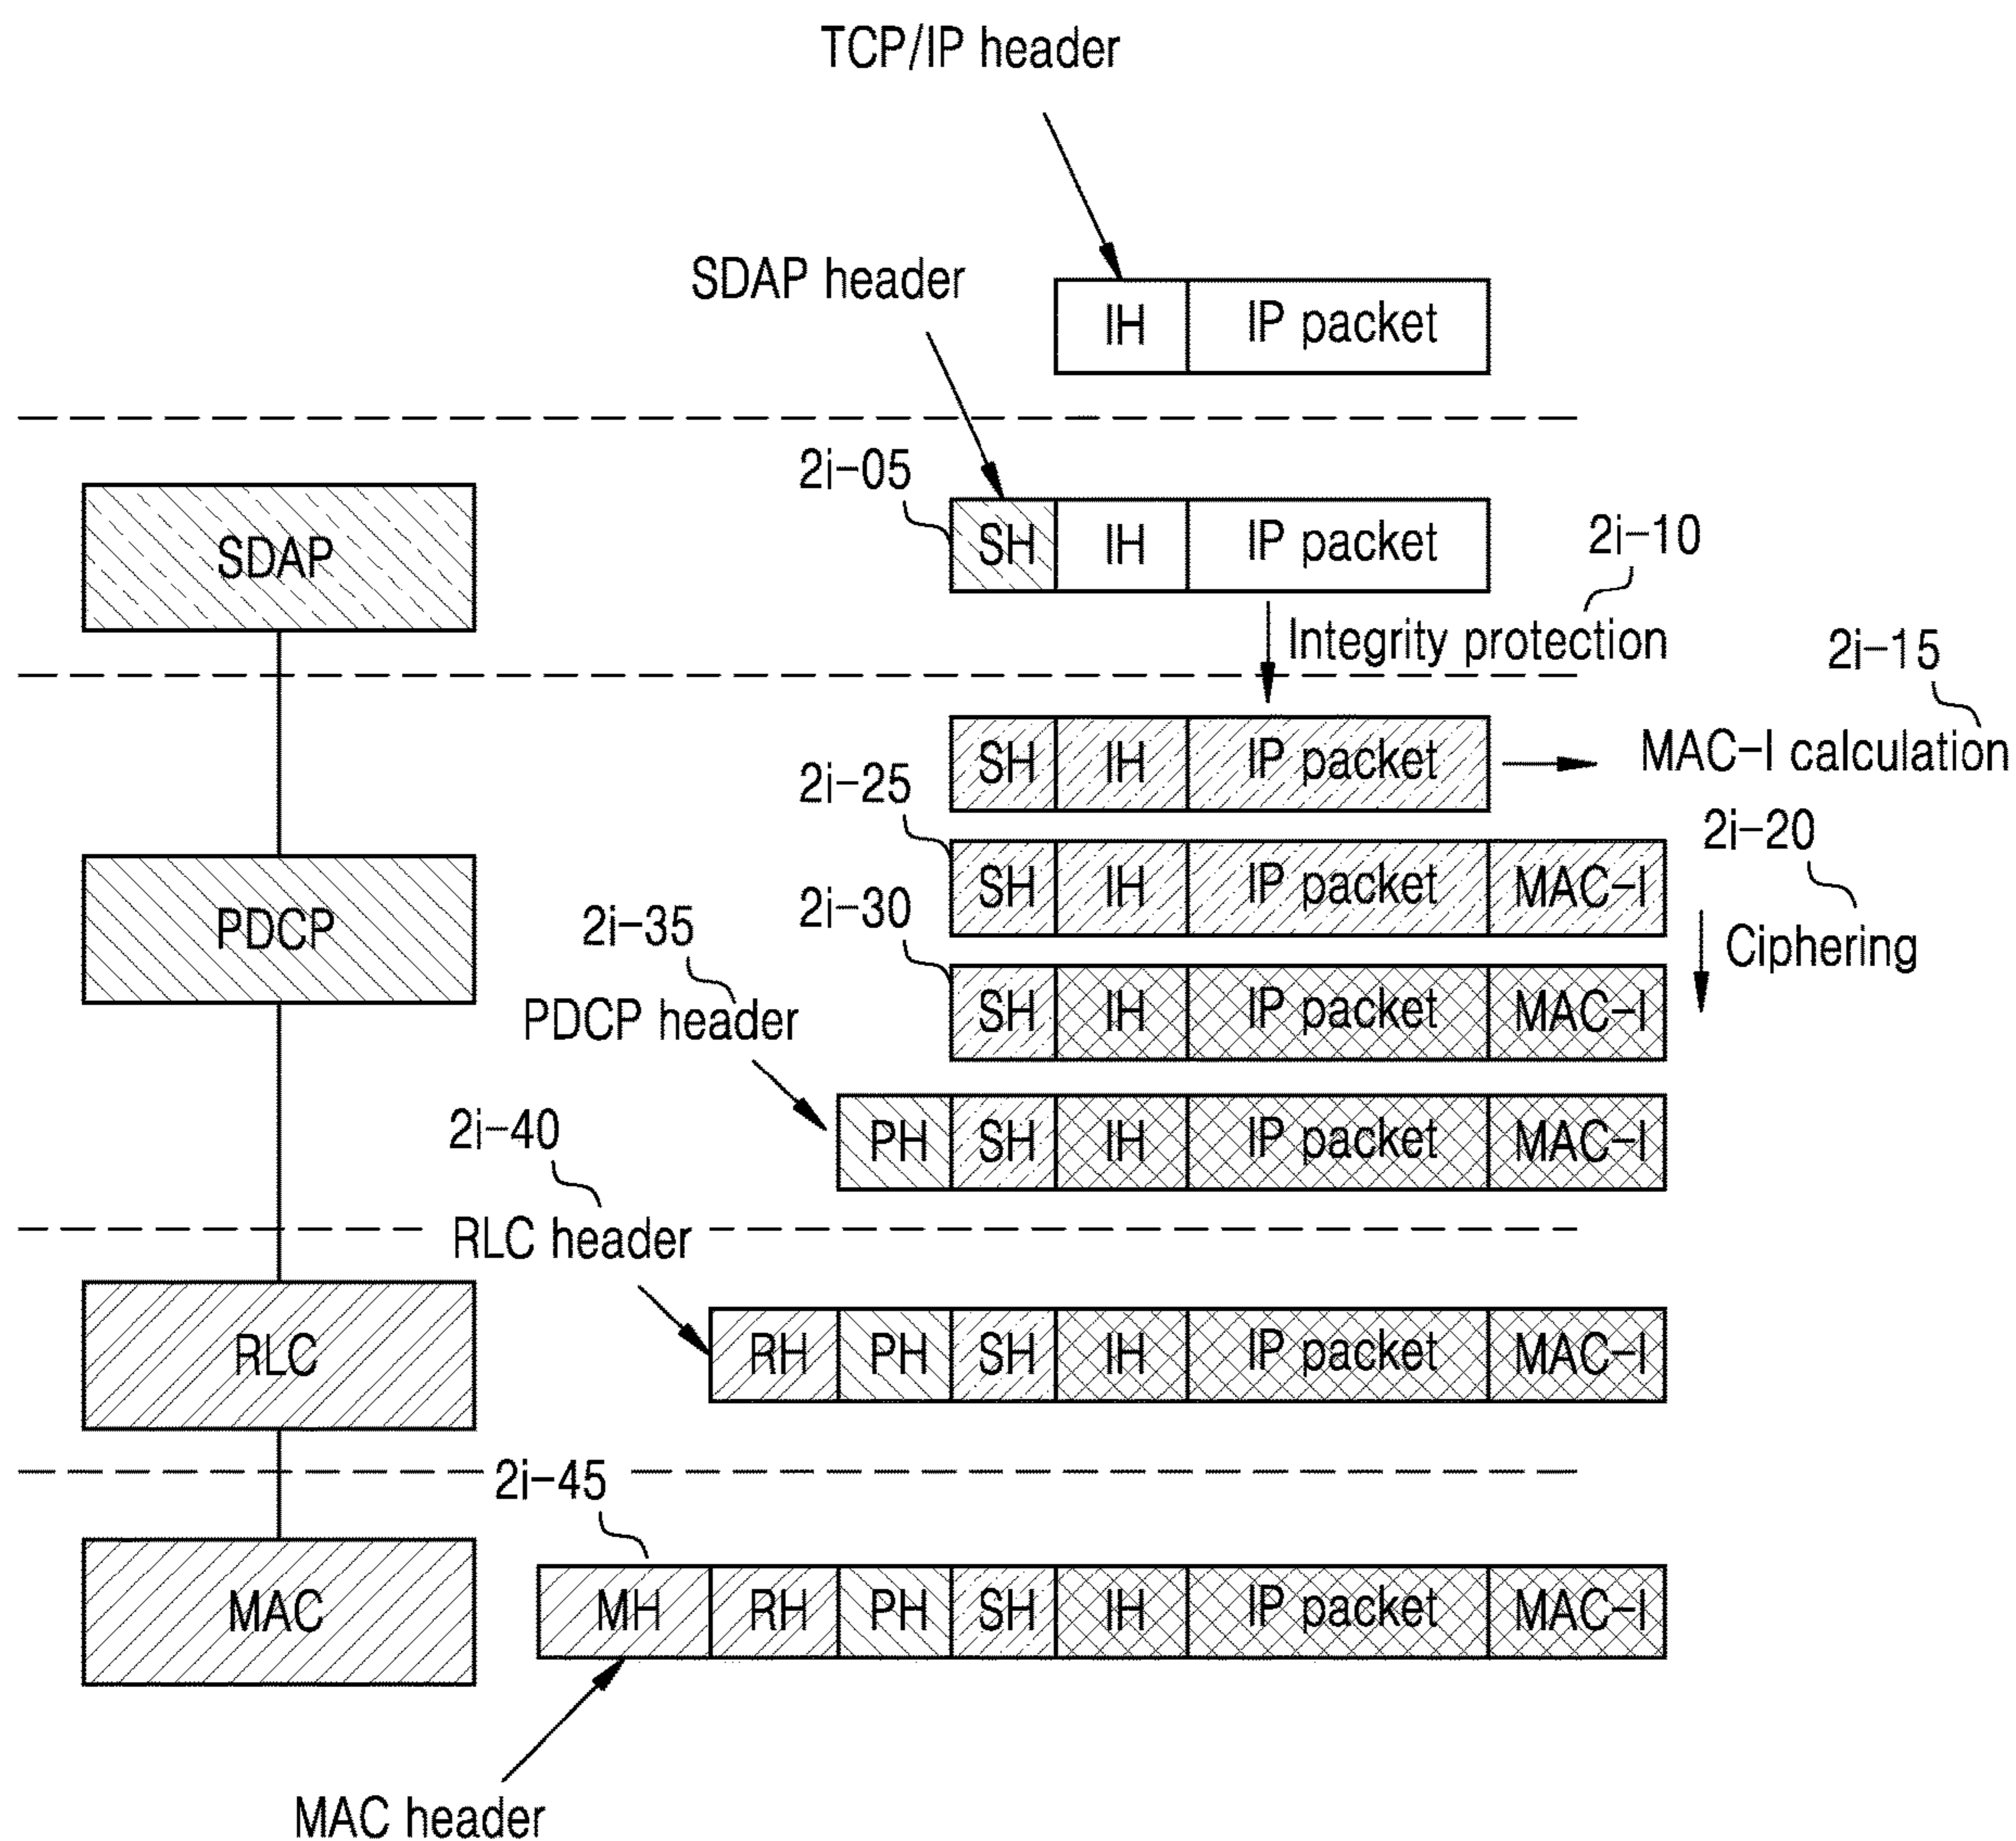 TCP/IP header
SDAP header
IH IP packet
2i-05
SDAP
SH IH IP packet
2i-10
Integrity protection
2i-15
SH IH IP packet
MAC-I calculation
2i-25
2i-20
SH IH IP packet MAC-I
PDCP
2i-35
2i-30
Ciphering
PDCP header
SH IH IP packet MAC-I
2i-40
PH SH IH IP packet MAC-I
RLC header
RLC
RH PH SH IH IP packet MAC-I
2i-45
MAC
MH RH PH SH IH IP packet MAC-I
MAC header